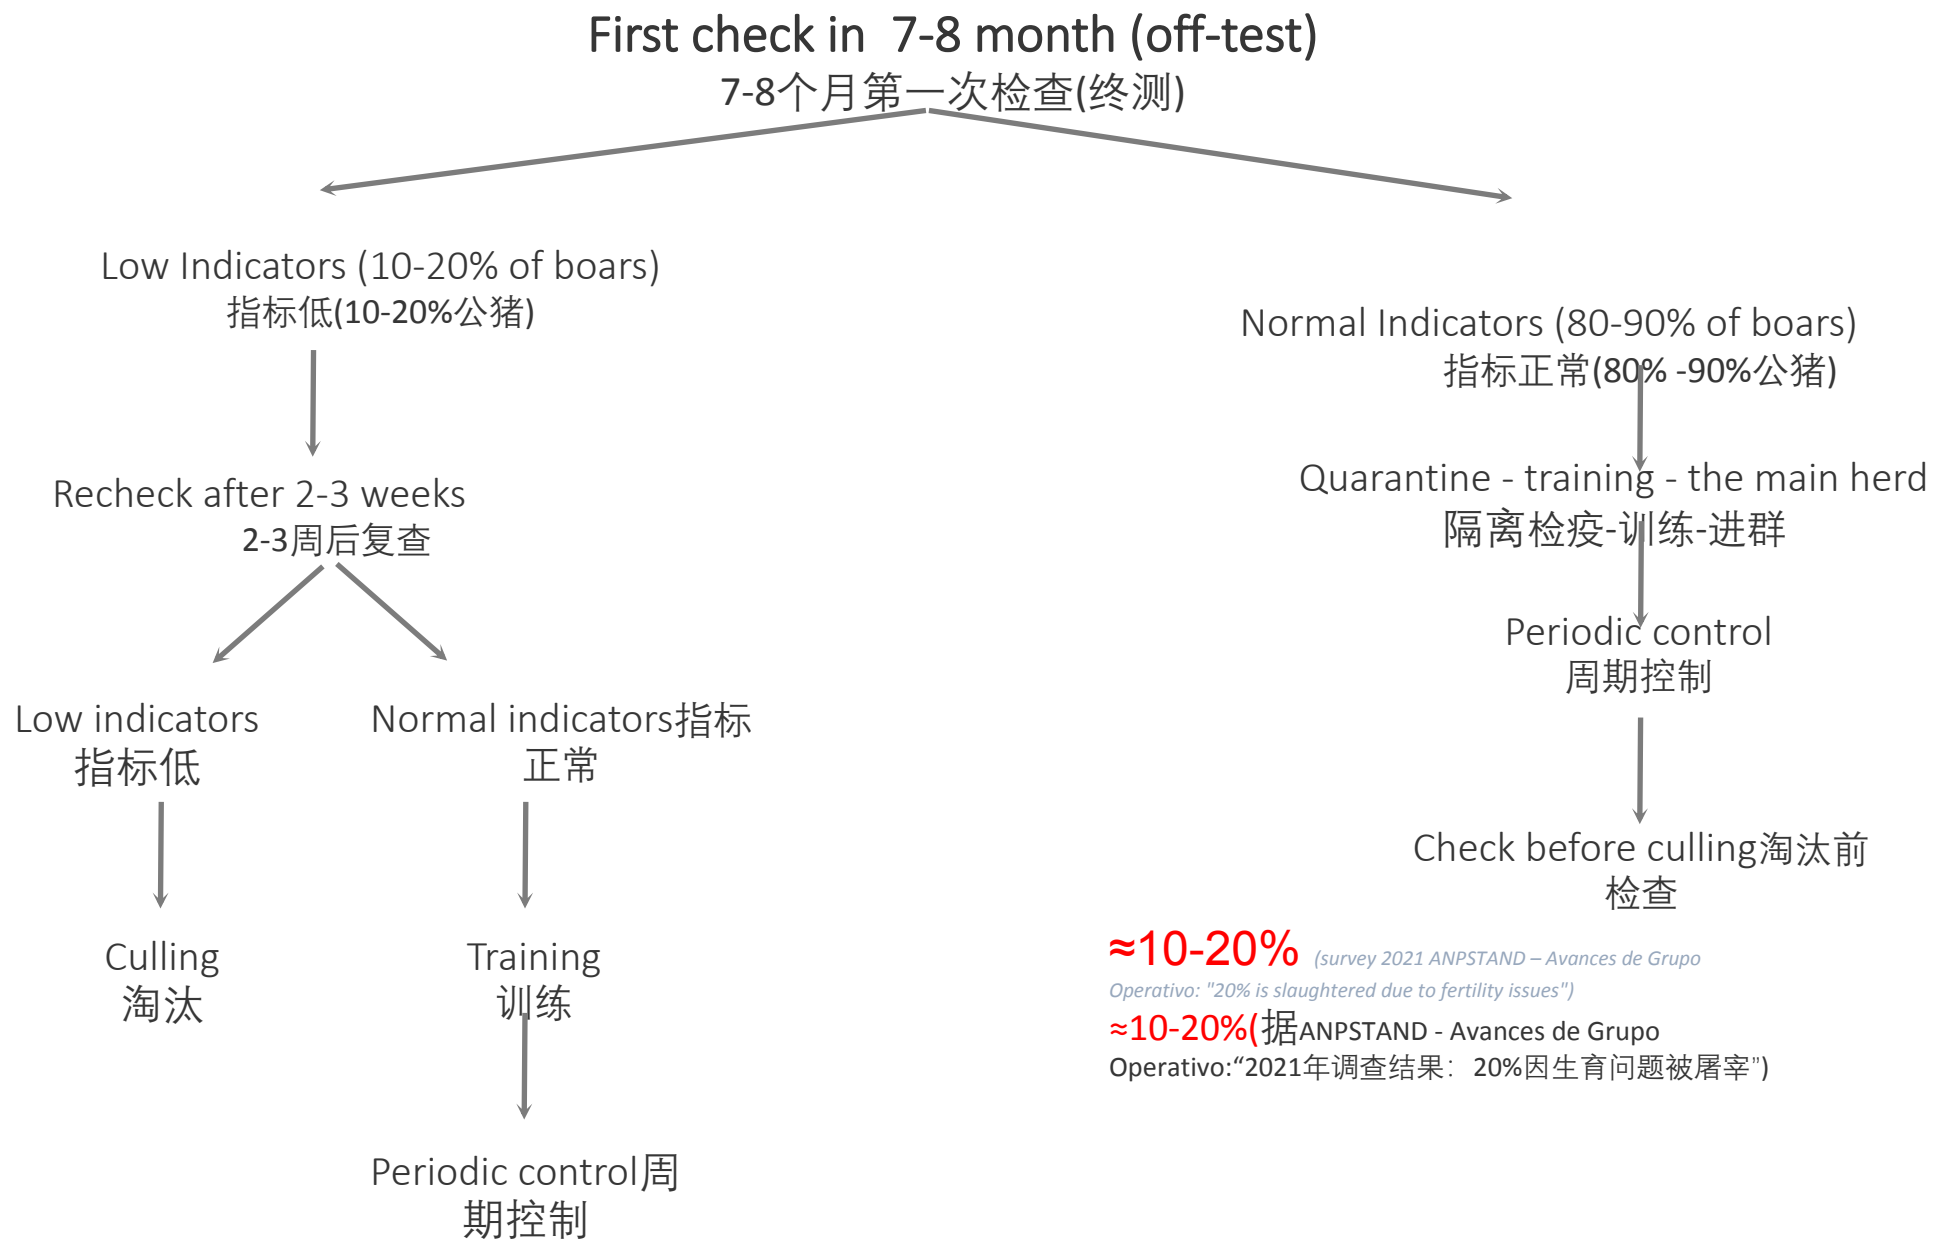 First check in  7-8 month (off-test)
7-8个月第一次检查(终测)
Low Indicators (10-20% of boars)
指标低(10-20%公猪)
Normal Indicators (80-90% of boars)
指标正常(80% -90%公猪)
Recheck after 2-3 weeks
2-3周后复查
Quarantine - training - the main herd
隔离检疫-训练-进群
Periodic control
周期控制
Low indicators
指标低
Normal indicators指标
正常
Check before culling淘汰前
检查
Culling
淘汰
Training
训练
Periodic control周
期控制
≈10-20% (survey 2021 ANPSTAND – Avances de Grupo
Operativo: "20% is slaughtered due to fertility issues")
≈10-20%(据ANPSTAND - Avances de Grupo
Operativo:“2021年调查结果：20%因生育问题被屠宰”)